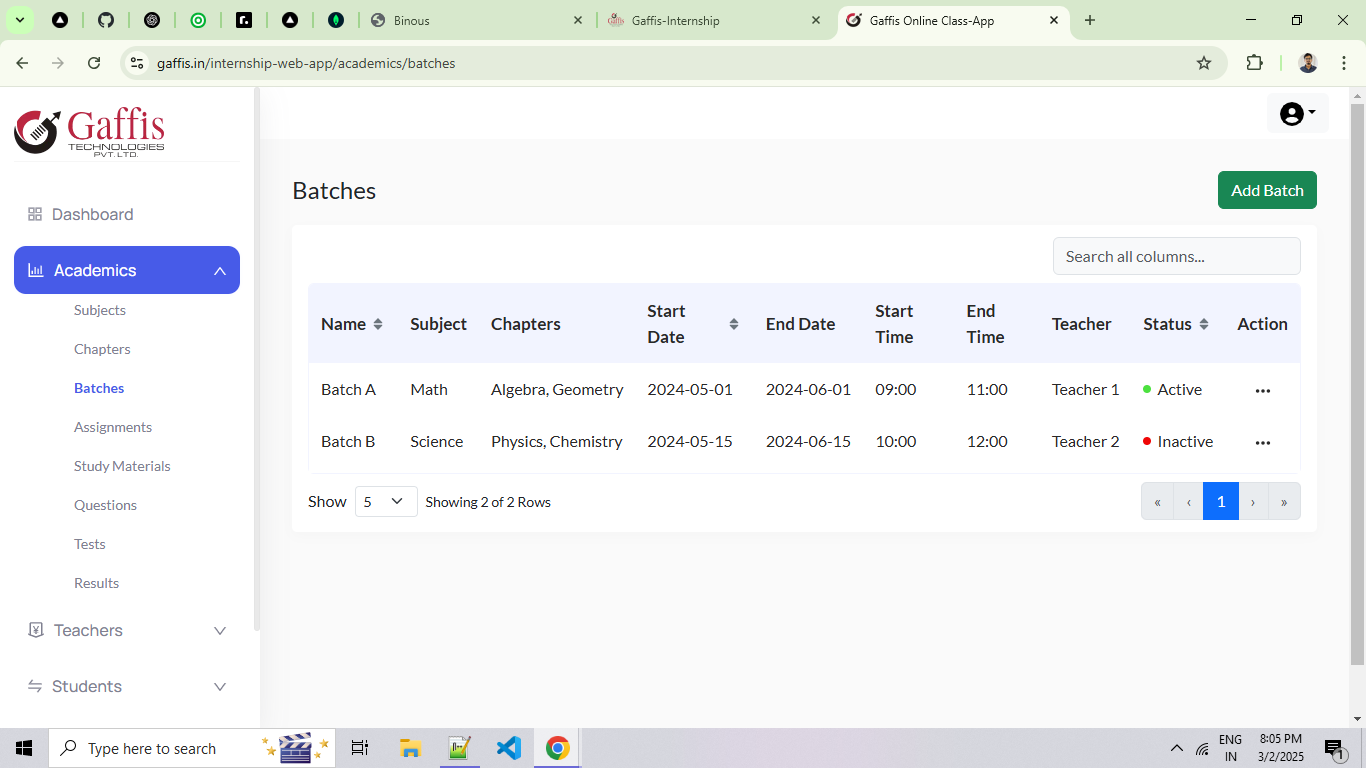 Binous
Gaffis-Internship
Gaffis Online Class-App
gaffis.in/internship-web-app/academics/batches
Gaffis
TECHNOLOGIES
PVT. LTD.
Dashboard
Academics
Subjects
Chapters
Batches
Assignments
Study Materials
Questions
Tests
Results
Teachers
Students
Batches
Add Batch
Search all columns...
Name Subject Chapters Start Date End Date Start Time End Time Teacher Status Action
Batch A Math Algebra, Geometry 2024-05-01 2024-06-01 09:00 11:00 Teacher 1 Active
Batch B Science Physics, Chemistry 2024-05-15 2024-06-15 10:00 12:00 Teacher 2 Inactive
Show 5 Showing 2 of 2 Rows
« ‹ 1 › »
Type here to search
ENG
IN
8:05 PM
3/2/2025
1